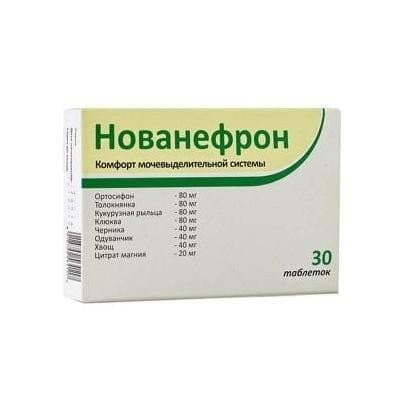 Нованефрон
Комфорт мочевыделительной системы
Ортосифон - 80 мг
Толокнянка - 80 мг
Кукурузная рыльца - 80 мг
Клюква - 80 мг
Черника - 40 мг
Одуванчик - 40 мг
Хвощ - 40 мг
Цитрат магния - 20 мг
30
таблеток